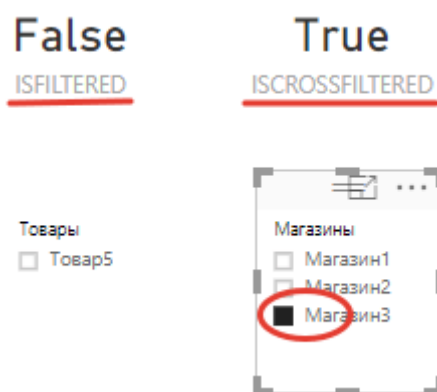 False True
ISFILTERED ISCROSSFILTERED
Товары
Товар5
Магазины
Магазин1
Магазин2
Магазин3